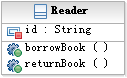 Reader
id : String
borrowBook ( )
returnBook ( )